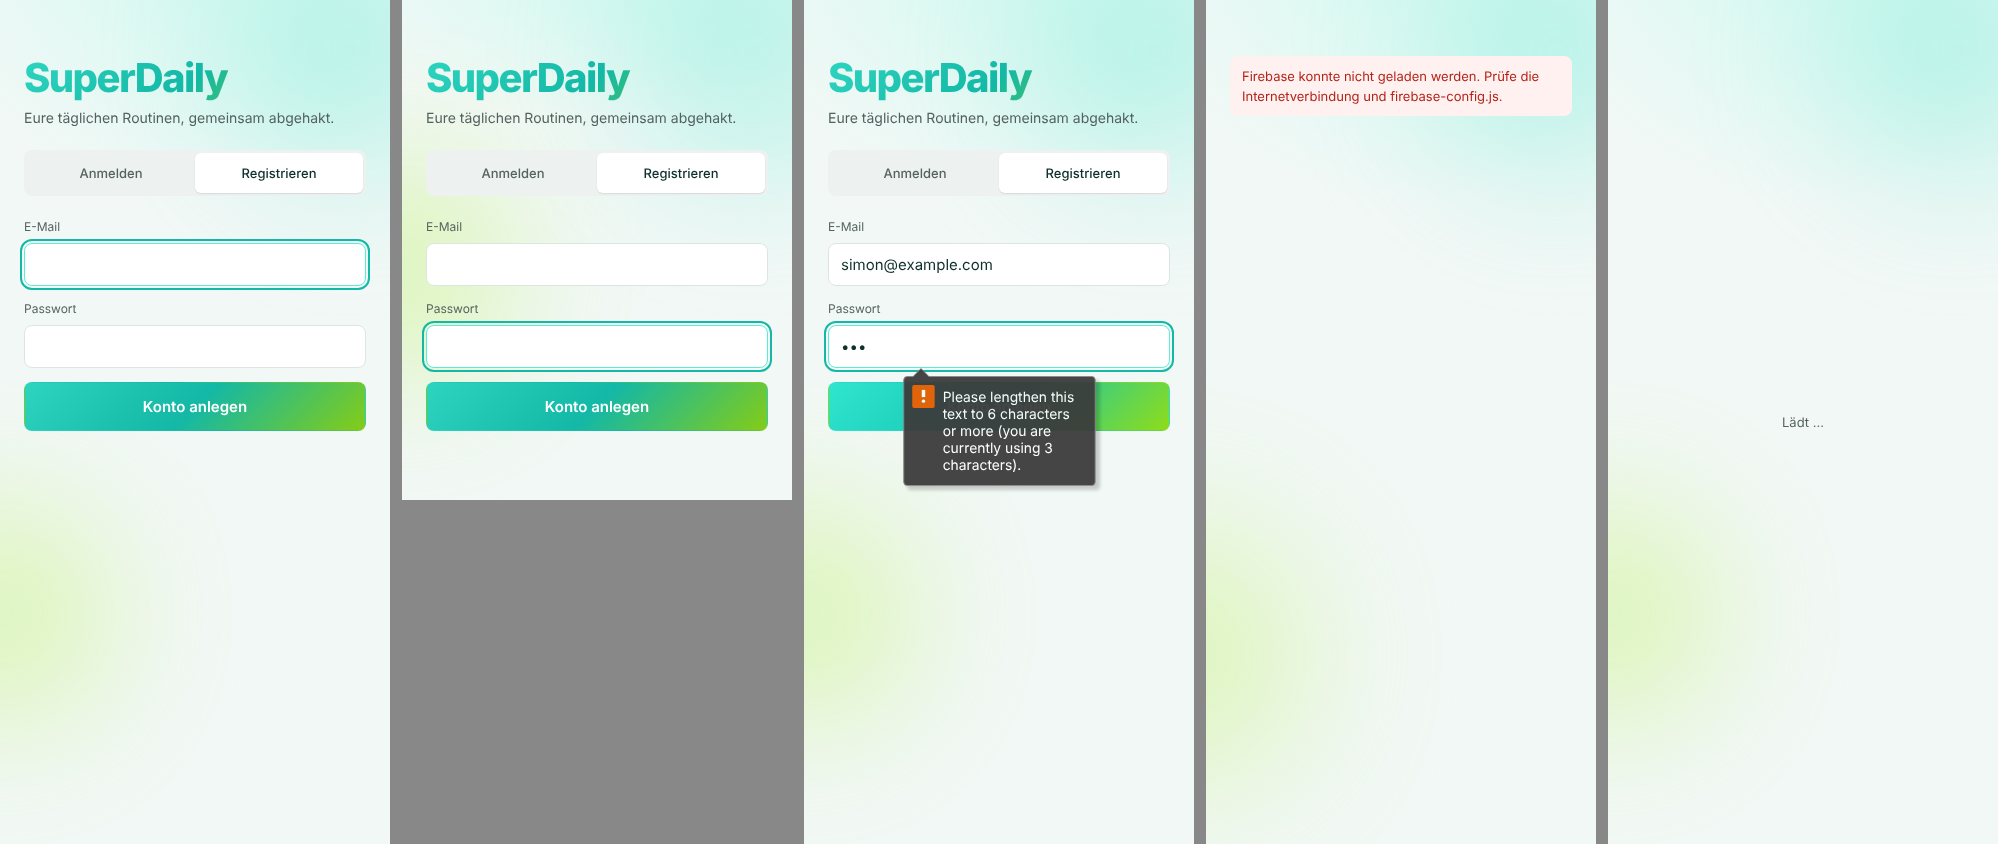 SuperDaily
Eure täglichen Routinen, gemeinsam abgehakt.
Anmelden
Registrieren
E-Mail
Passwort
Konto anlegen
SuperDaily
Eure täglichen Routinen, gemeinsam abgehakt.
Anmelden
Registrieren
E-Mail
Passwort
Konto anlegen
SuperDaily
Eure täglichen Routinen, gemeinsam abgehakt.
Anmelden
Registrieren
E-Mail
simon@example.com
Passwort
•••
Please lengthen this
text to 6 characters
or more (you are
currently using 3
characters).
Firebase konnte nicht geladen werden. Prüfe die
Internetverbindung und firebase-config.js.
Lädt ...